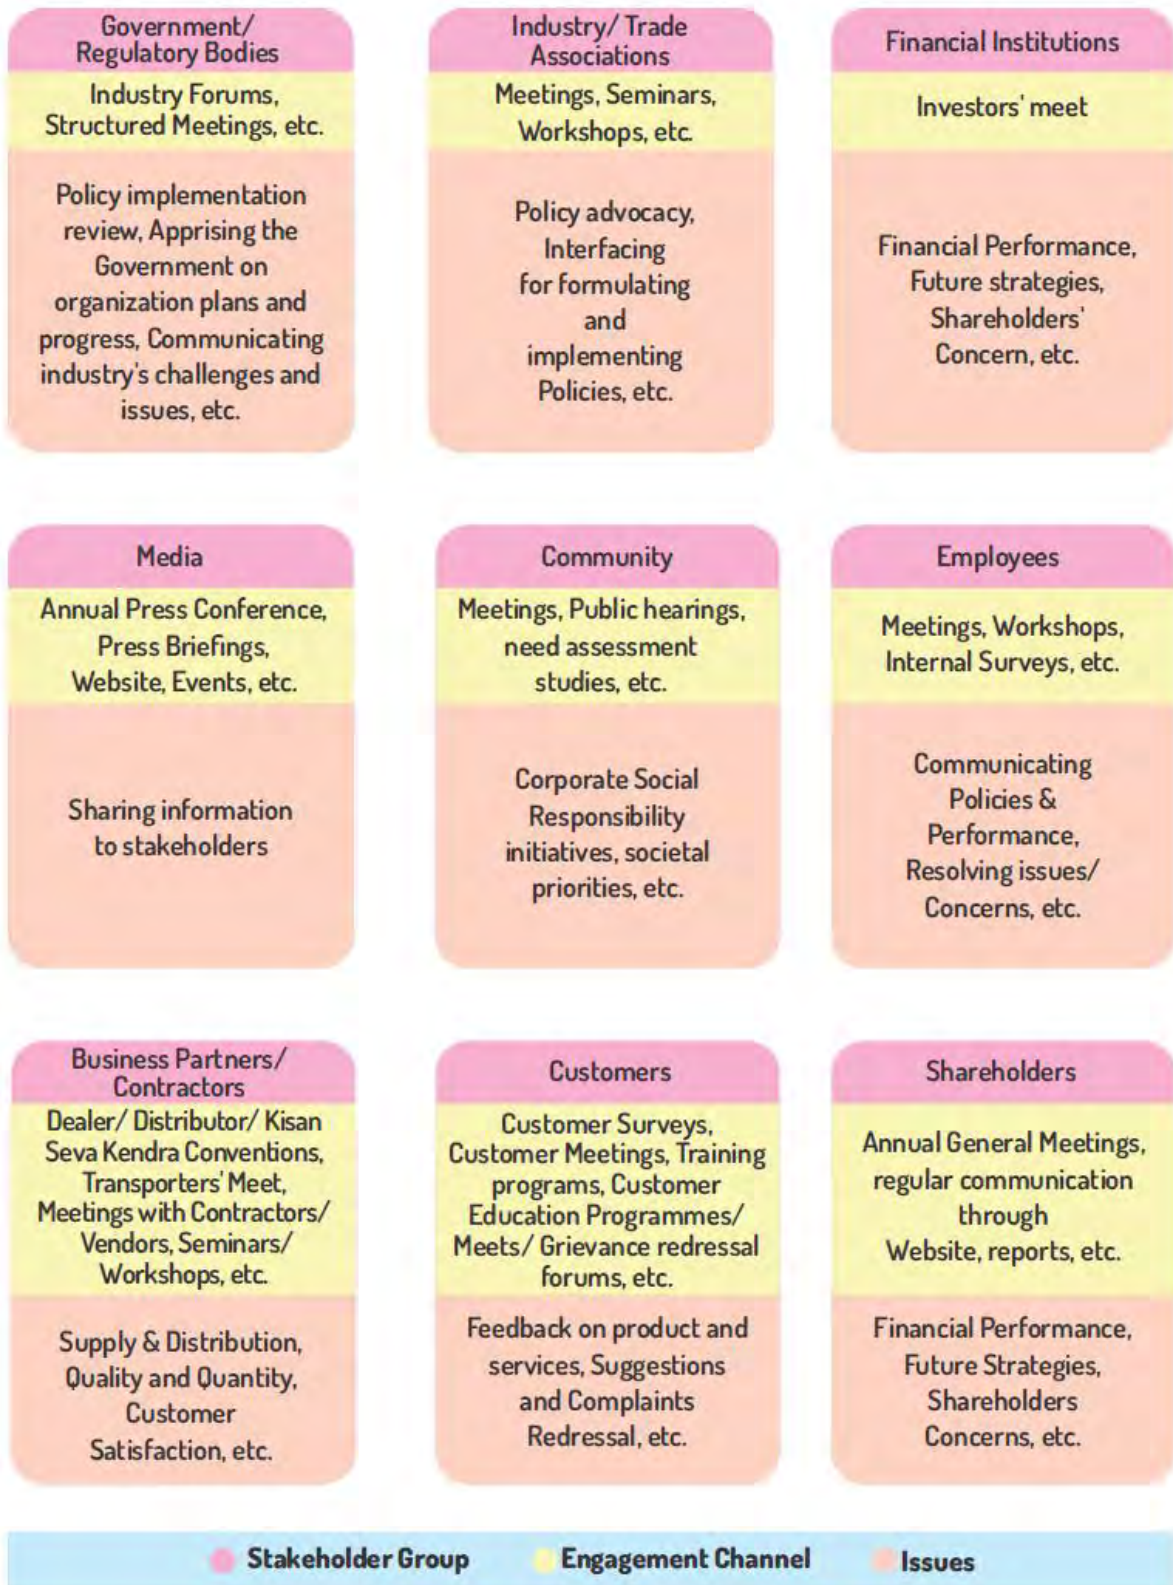 Government/
Regulatory Bodies
Industry Forums,
Structured Meetings, etc.
Policy implementation
review, Apprising the
Government on
organization plans and
progress, Communicating
industry's challenges and
issues, etc.
Industry/ Trade
Associations
Meetings, Seminars,
Workshops, etc.
Policy advocacy,
Interfacing
for formulating
and
implementing
Policies, etc.
Financial Institutions
Investors' meet
Financial Performance,
Future strategies,
Shareholders'
Concern, etc.
Media
Annual Press Conference,
Press Briefings,
Website, Events, etc.
Sharing information
to stakeholders
Community
Meetings, Public hearings,
need assessment
studies, etc.
Corporate Social
Responsibility
initiatives, societal
priorities, etc.
Employees
Meetings, Workshops,
Internal Surveys, etc.
Communicating
Policies &
Performance,
Resolving issues/
Concerns, etc.
Business Partners/
Contractors
Dealer/ Distributor/ Kisan
Seva Kendra Conventions,
Transporters' Meet,
Meetings with Contractors/
Vendors, Seminars/
Workshops, etc.
Supply & Distribution,
Quality and Quantity,
Customer
Satisfaction, etc.
Customers
Customer Surveys,
Customer Meetings, Training
programs, Customer
Education Programmes/
Meets/ Grievance redressal
forums, etc.
Feedback on product and
services, Suggestions
and Complaints
Redressal, etc.
Shareholders
Annual General Meetings,
regular communication
through
Website, reports, etc.
Financial Performance,
Future Strategies,
Shareholders
Concerns, etc.
Stakeholder Group
Engagement Channel
Issues